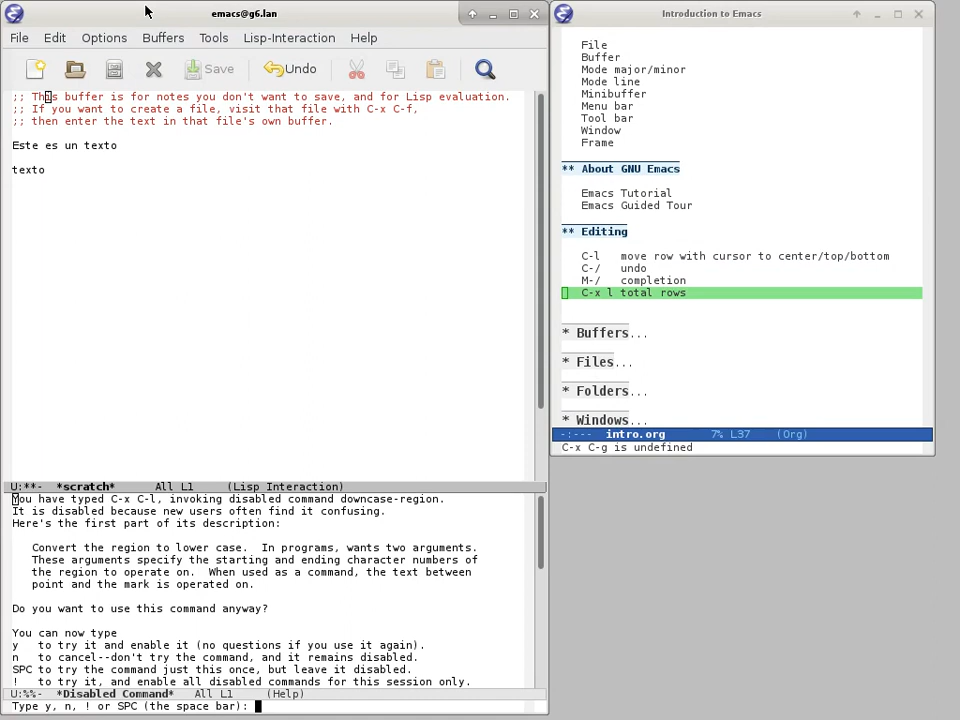 emacs@g6.lan
File Edit Options Buffers Tools Lisp-Interaction Help
Save Undo
;; This buffer is for notes you don't want to save, and for Lisp evaluation.
;; If you want to create a file, visit that file with C-x C-f,
;; then enter the text in that file's own buffer.
Este es un texto
texto
U:**- *scratch* All L1 (Lisp Interaction)
You have typed C-x C-l, invoking disabled command downcase-region.
It is disabled because new users often find it confusing.
Here's the first part of its description:
Convert the region to lower case. In programs, wants two arguments.
These arguments specify the starting and ending character numbers of
the region to operate on. When used as a command, the text between
point and the mark is operated on.
Do you want to use this command anyway?
You can now type
y to try it and enable it (no questions if you use it again).
n to cancel--don't try the command, and it remains disabled.
SPC to try the command just this once, but leave it disabled.
! to try it, and enable all disabled commands for this session only.
U:%%- *Disabled Command* All L1 (Help)
Type y, n, ! or SPC (the space bar):
Introduction to Emacs
File
Buffer
Mode major/minor
Mode line
Minibuffer
Menu bar
Tool bar
Window
Frame
** About GNU Emacs
Emacs Tutorial
Emacs Guided Tour
** Editing
C-l move row with cursor to center/top/bottom
C-/ undo
M-/ completion
C-x l total rows
* Buffers...
* Files...
* Folders...
* Windows...
-:--- intro.org 7% L37 (Org)
C-x C-g is undefined